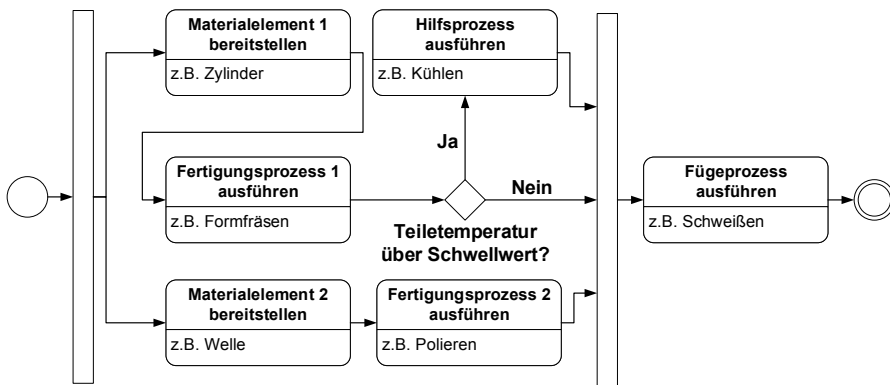 Materialelement 1
bereitstellen
z.B. Zylinder
Hilfsprozess
ausführen
z.B. Kühlen
Ja
Fertigungsprozess 1
ausführen
z.B. Formfräsen
Nein
Teiletemperatur
über Schwellwert?
Fügeprozess
ausführen
z.B. Schweißen
Materialelement 2
bereitstellen
z.B. Welle
Fertigungsprozess 2
ausführen
z.B. Polieren